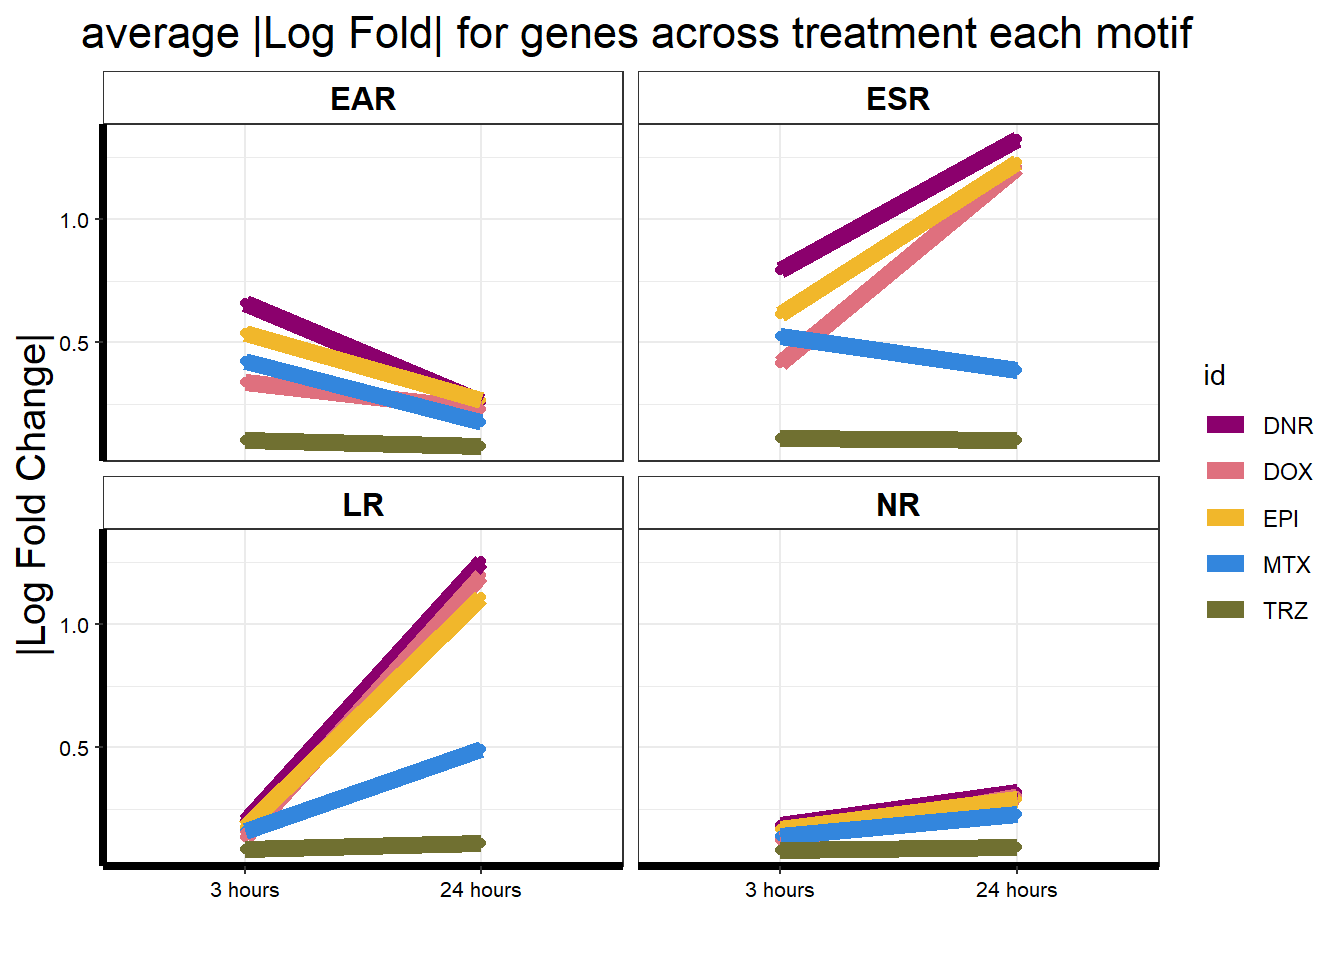 average |Log Fold| for genes across treatment each motif
EAR
ESR
1.0
0.5
LR
NR
1.0
0.5
3 hours
24 hours
3 hours
24 hours
|Log Fold Change|
id
DNR
DOX
EPI
MTX
TRZ